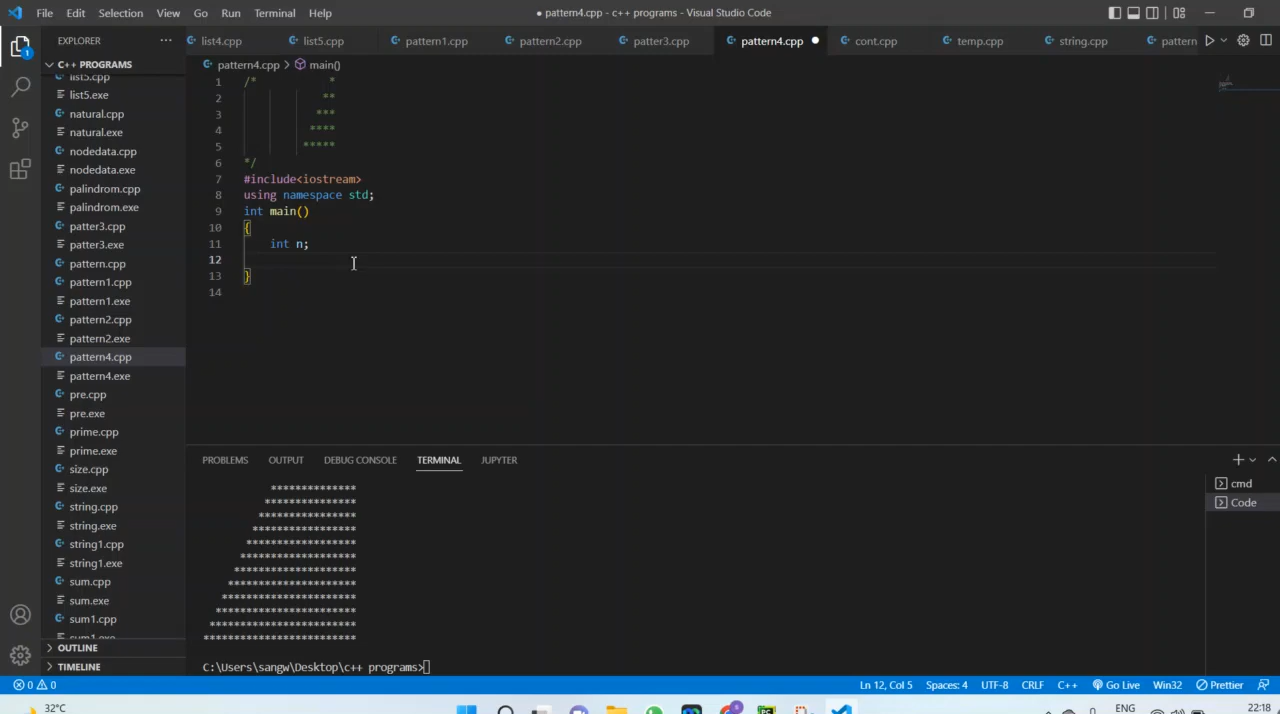 File Edit Selection View Go Run Terminal Help
● pattern4.cpp - c++ programs - Visual Studio Code
EXPLORER ···
list4.cpp list5.cpp pattern1.cpp pattern2.cpp patter3.cpp pattern4.cpp ● cont.cpp temp.cpp string.cpp pattern
C++ PROGRAMS
pattern4.cpp > main()
list5.cpp
list5.exe
natural.cpp
natural.exe
nodedata.cpp
nodedata.exe
palindrom.cpp
palindrom.exe
patter3.cpp
patter3.exe
pattern.cpp
pattern1.cpp
pattern1.exe
pattern2.cpp
pattern2.exe
pattern4.cpp
pattern4.exe
pre.cpp
pre.exe
prime.cpp
prime.exe
size.cpp
size.exe
string.cpp
string.exe
string1.cpp
string1.exe
sum.cpp
sum.exe
sum1.cpp
sum1.exe
OUTLINE
TIMELINE
1 /* *
2 **
3 ***
4 ****
5 *****
6 */
7 #include<iostream>
8 using namespace std;
9 int main()
10 {
11 int n;
12
13 }
14
PROBLEMS OUTPUT DEBUG CONSOLE TERMINAL JUPYTER
cmd
Code
**************
***************
****************
*****************
******************
*******************
********************
*********************
**********************
***********************
************************
*************************
C:\Users\sangw\Desktop\c++ programs>
0 0
Ln 12, Col 5 Spaces: 4 UTF-8 CRLF C++ Go Live Win32 Prettier
32°C
6
ENG
22:18